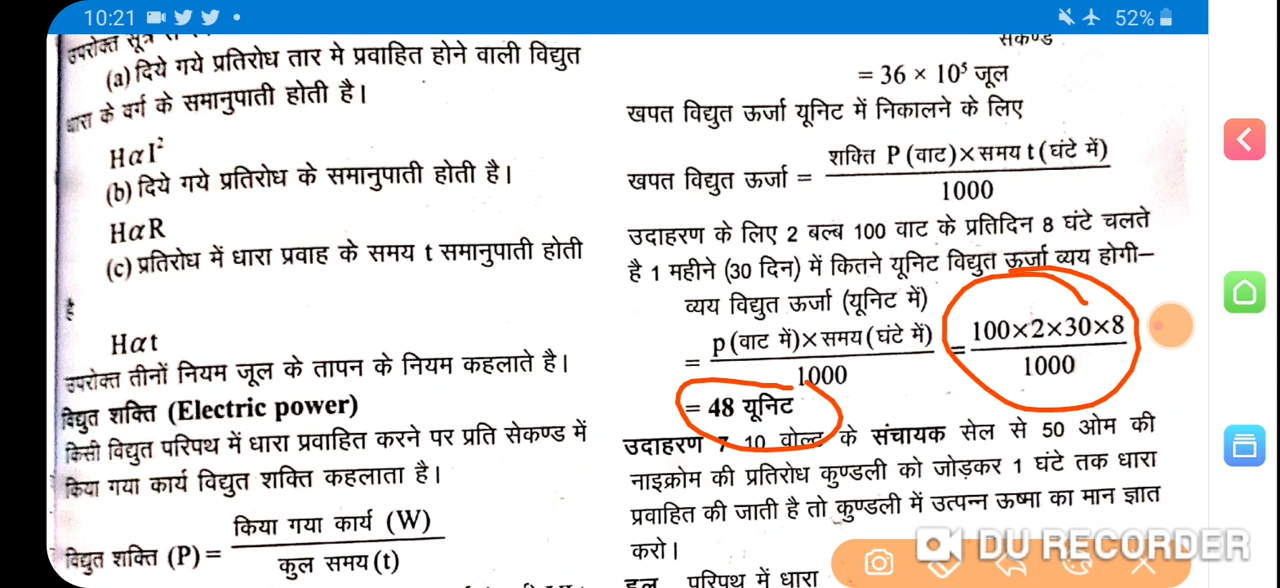 10:21
52%
उपरोक्त सूत्र
(a) दिये गये प्रतिरोध तार मे प्रवाहित होने वाली विद्युत
धारा के वर्ग के समानुपाती होती है।
HαI²
(b) दिये गये प्रतिरोध के समानुपाती होती है।
HαR
(c) प्रतिरोध में धारा प्रवाह के समय t समानुपाती होती
है
Hαt
उपरोक्त तीनों नियम जूल के तापन के नियम कहलाते है।
विद्युत शक्ति (Electric power)
किसी विद्युत परिपथ में धारा प्रवाहित करने पर प्रति सेकण्ड में
किया गया कार्य विद्युत शक्ति कहलाता है।
किया गया कार्य (W)
विद्युत शक्ति (P) =
कुल समय (t)
सेकण्ड
= 36 × 10⁵ जूल
खपत विद्युत ऊर्जा यूनिट में निकालने के लिए
शक्ति P (वाट)×समय t (घंटे में)
खपत विद्युत ऊर्जा =
1000
उदाहरण के लिए 2 बल्ब 100 वाट के प्रतिदिन 8 घंटे चलते
है 1 महीने (30 दिन) में कितने यूनिट विद्युत ऊर्जा व्यय होगी–
व्यय विद्युत ऊर्जा (यूनिट में)
= p (वाट में)×समय (घंटे में) = 100×2×30×8
1000 1000
= 48 यूनिट
उदाहरण 7 10 वोल्ट के संचायक सेल से 50 ओम की
नाइक्रोम की प्रतिरोध कुण्डली को जोड़कर 1 घंटे तक धारा
प्रवाहित की जाती है तो कुण्डली में उत्पन्न ऊष्मा का मान ज्ञात
करो।
हल परिपथ में धारा
DU RECORDER